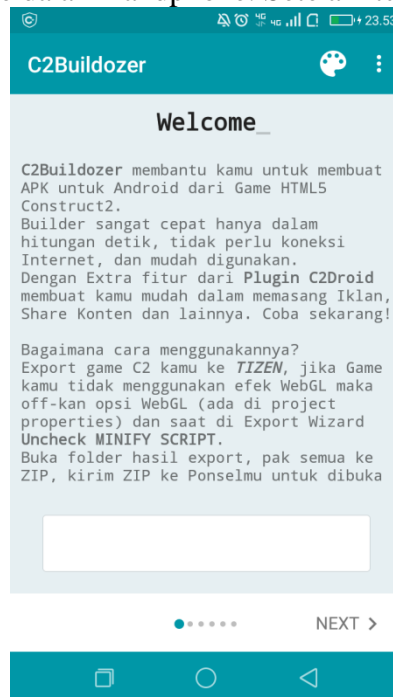 23.53
C2Buildozer
Welcome_
C2Buildozer membantu kamu untuk membuat
APK untuk Android dari Game HTML5
Construct2.
Builder sangat cepat hanya dalam
hitungan detik, tidak perlu koneksi
Internet, dan mudah digunakan.
Dengan Extra fitur dari Plugin C2Droid
membuat kamu mudah dalam memasang Iklan,
Share Konten dan lainnya. Coba sekarang!
Bagaimana cara menggunakannya?
Export game C2 kamu ke TIZEN, jika Game
kamu tidak menggunakan efek WebGL maka
off-kan opsi WebGL (ada di project
properties) dan saat di Export Wizard
Uncheck MINIFY SCRIPT.
Buka folder hasil export, pak semua ke
ZIP, kirim ZIP ke Ponselmu untuk dibuka
NEXT >